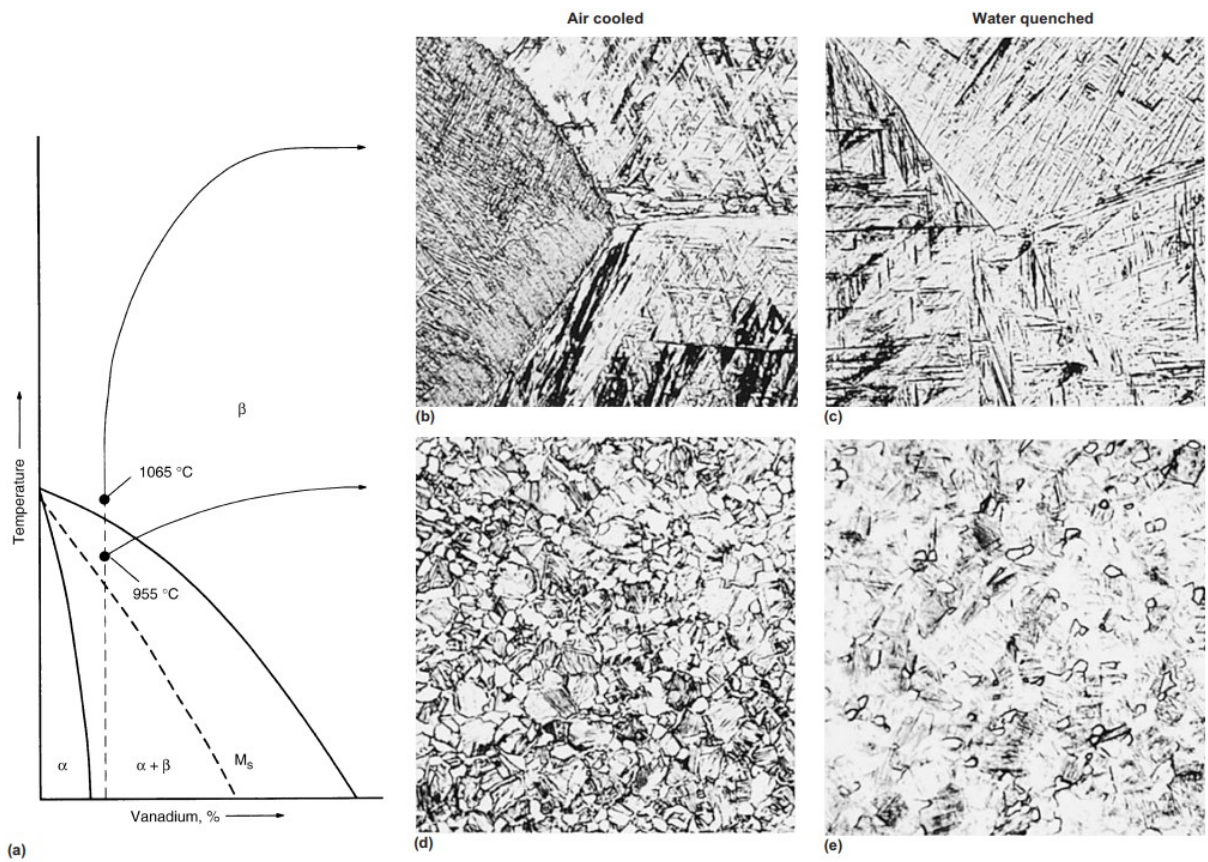 Air cooled
Water quenched
(b)
(c)
β
1065 °C
955 °C
α
α + β
Ms
Temperature
Vanadium, %
(a)
(d)
(e)